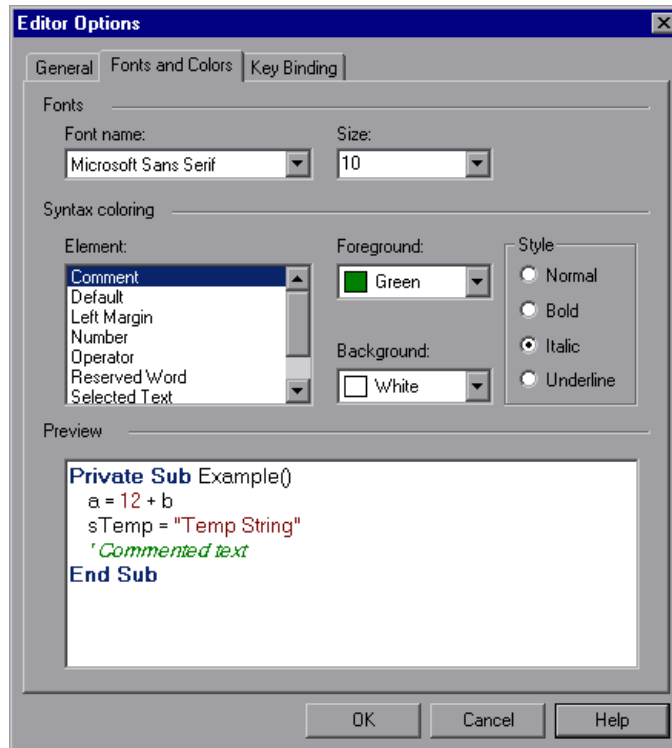 Editor Options
General Fonts and Colors Key Binding
Fonts
Font name: Size:
Microsoft Sans Serif 10
Syntax coloring
Element: Foreground: Style
Comment Green Normal
Default
Left Margin Bold
Number
Operator Background: Italic
Reserved Word White Underline
Selected Text
Preview
Private Sub Example()
a = 12 + b
sTemp = "Temp String"
' Commented text
End Sub
OK Cancel Help